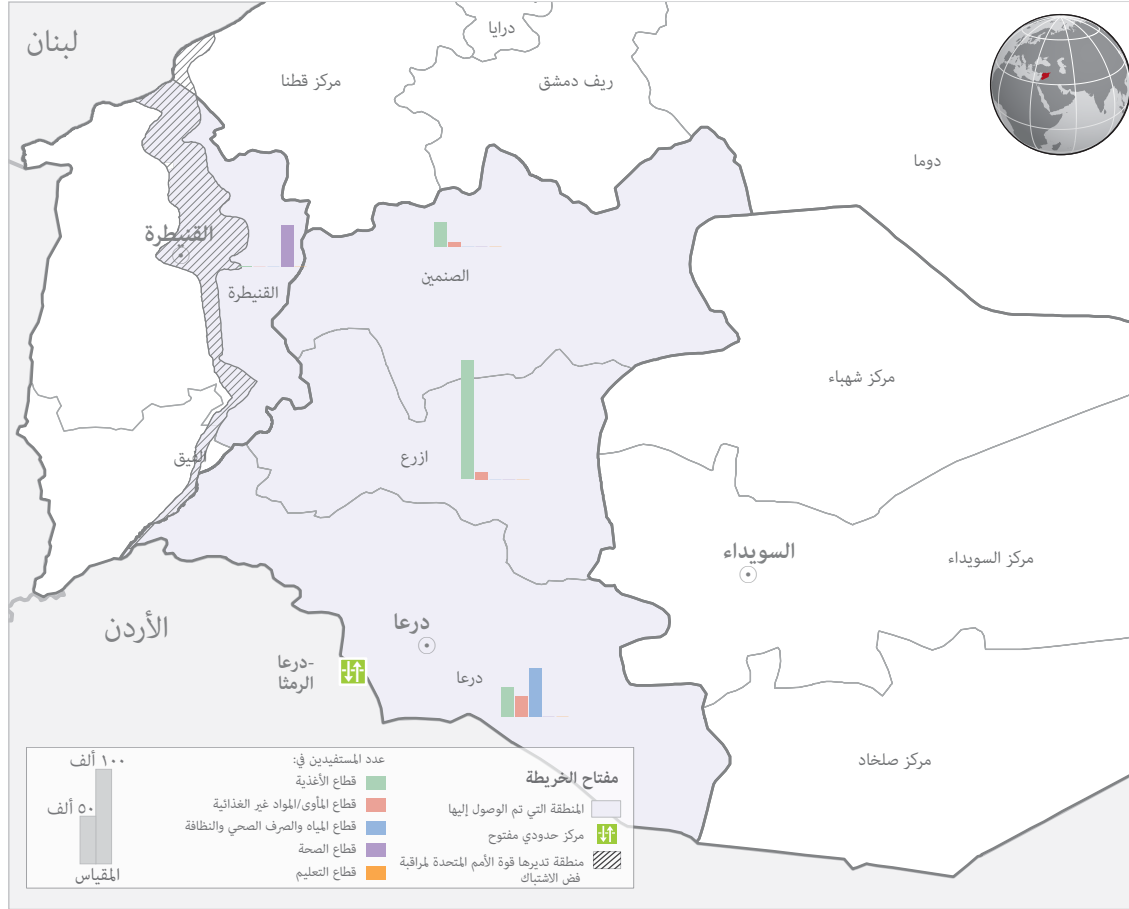 لبنان
درايا
مركز قطنا
ريف دمشق
دوما
القنيطرة
القنيطرة
الصنمين
مركز شهباء
ازرع
الفيق
السويداء
مركز السويداء
الأردن
درعا
درعا-
الرمثا
درعا
مركز صلخاد
مفتاح الخريطة
المنطقة التي تم الوصول إليها
مركز حدودي مفتوح
منطقة تديرها قوة الأمم المتحدة لمراقبة
فض الاشتباك
عدد المستفيدين في:
قطاع الأغذية
قطاع المأوى/المواد غير الغذائية
قطاع المياه والصرف الصحي والنظافة
قطاع الصحة
قطاع التعليم
١٠٠ ألف
٥٠ ألف
المقياس